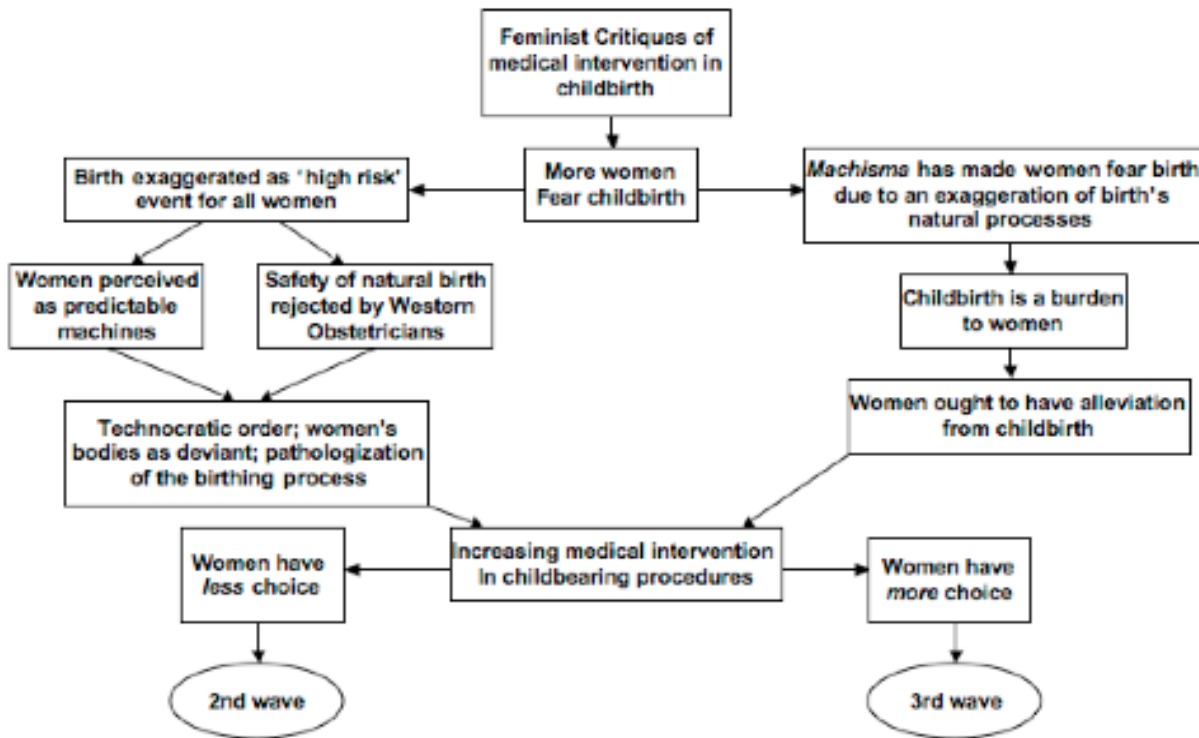 Feminist Critiques of
medical intervention in
childbirth
Birth exaggerated as 'high risk'
event for all women
More women
Fear childbirth
Machisma has made women fear birth
due to an exaggeration of birth's
natural processes
Women perceived
as predictable
machines
Safety of natural birth
rejected by Western
Obstetricians
Childbirth is a burden
to women
Technocratic order; women's
bodies as deviant; pathologization
of the birthing process
Women ought to have alleviation
from childbirth
Women have
less choice
Increasing medical intervention
In childbearing procedures
Women have
more choice
2nd wave
3rd wave